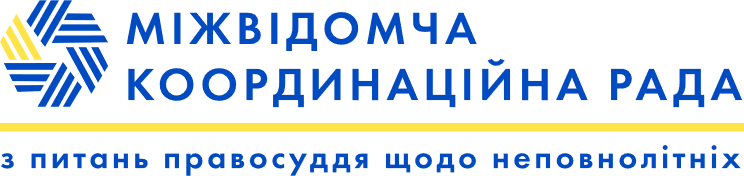 МІЖВІДОМЧА
КООРДИНАЦІЙНА РАДА
з питань правосуддя щодо неповнолітніх